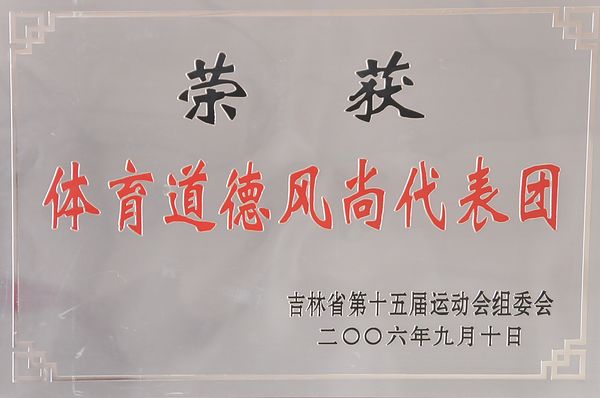 荣获
体育道德风尚代表团
吉林省第十五届运动会组委会
二〇〇六年九月十日